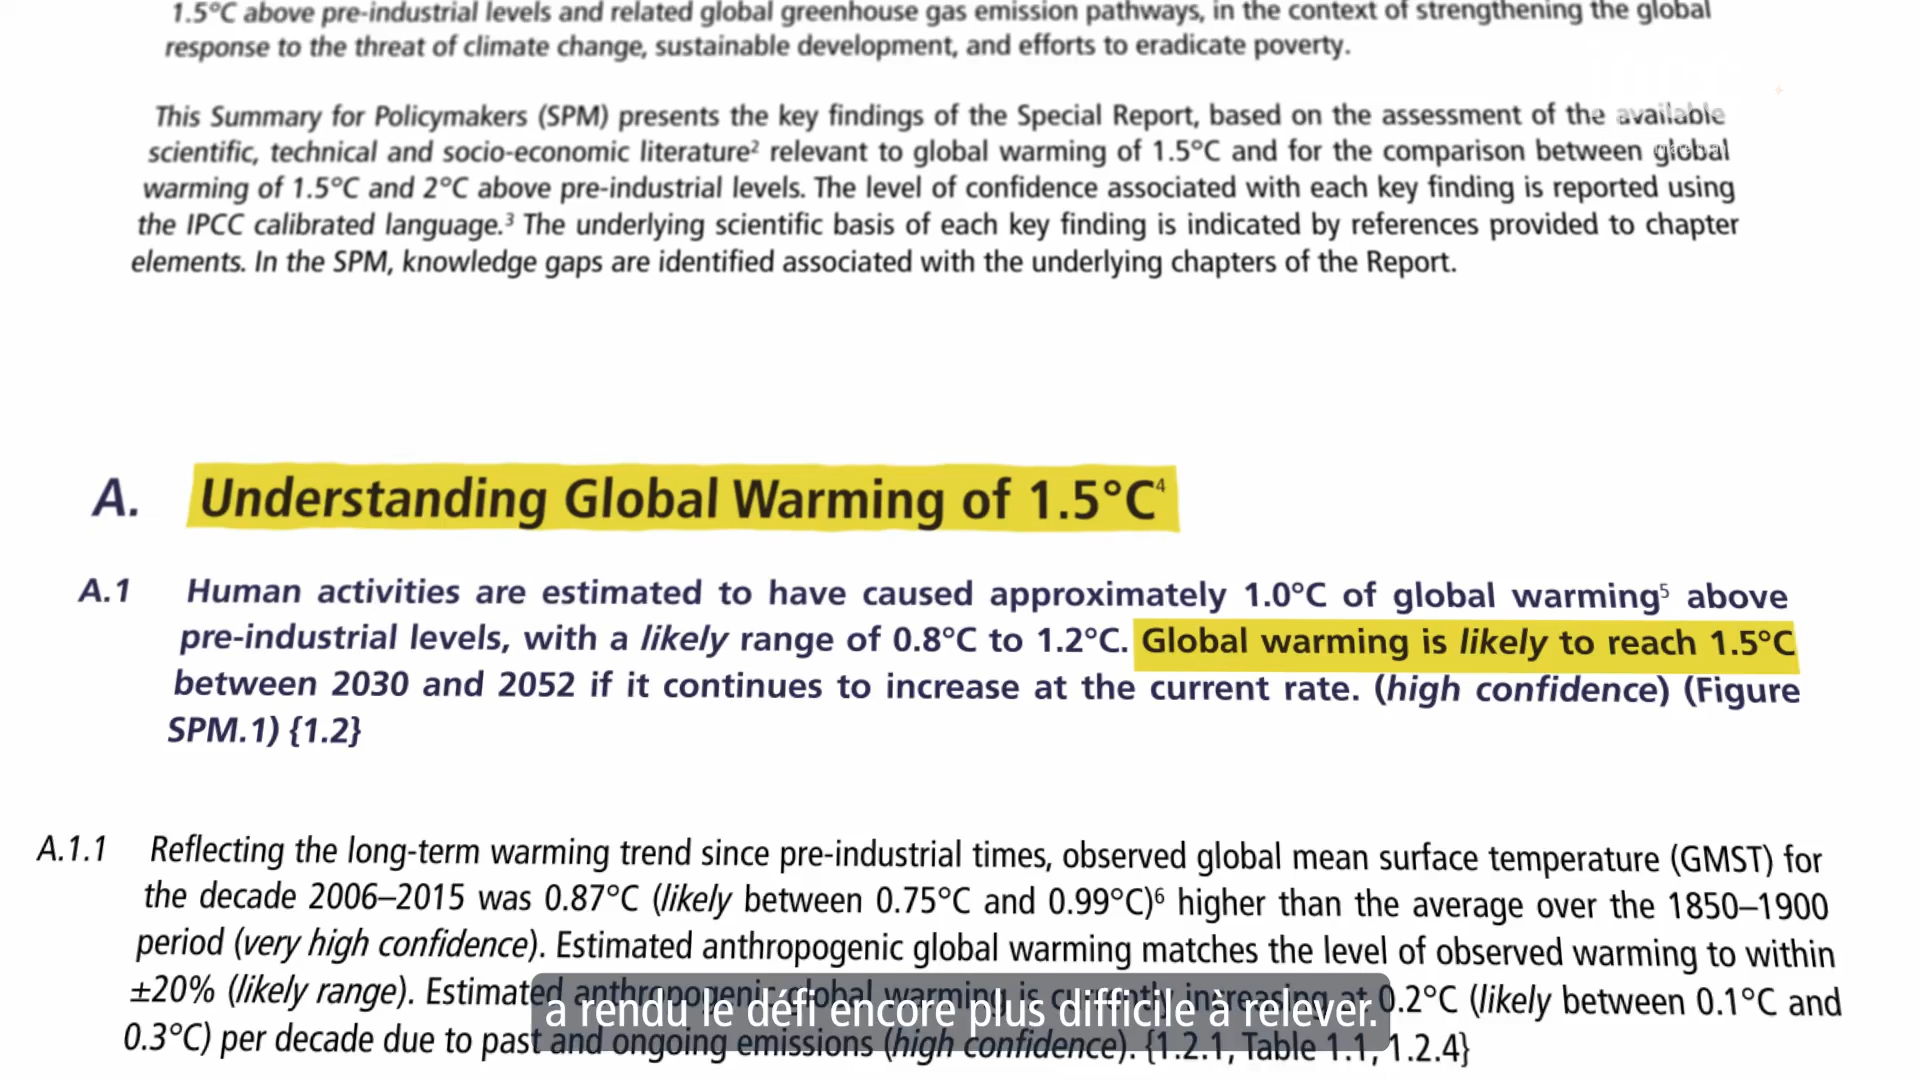 1.5°C above pre-industrial levels and related global greenhouse gas emission pathways, in the context of strengthening the global
response to the threat of climate change, sustainable development, and efforts to eradicate poverty.
This Summary for Policymakers (SPM) presents the key findings of the Special Report, based on the assessment of the available
scientific, technical and socio-economic literature² relevant to global warming of 1.5°C and for the comparison between global
warming of 1.5°C and 2°C above pre-industrial levels. The level of confidence associated with each key finding is reported using
the IPCC calibrated language.³ The underlying scientific basis of each key finding is indicated by references provided to chapter
elements. In the SPM, knowledge gaps are identified associated with the underlying chapters of the Report.
A. Understanding Global Warming of 1.5°C⁴
A.1 Human activities are estimated to have caused approximately 1.0°C of global warming⁵ above
pre-industrial levels, with a likely range of 0.8°C to 1.2°C. Global warming is likely to reach 1.5°C
between 2030 and 2052 if it continues to increase at the current rate. (high confidence) (Figure
SPM.1) {1.2}
A.1.1 Reflecting the long-term warming trend since pre-industrial times, observed global mean surface temperature (GMST) for
the decade 2006–2015 was 0.87°C (likely between 0.75°C and 0.99°C)⁶ higher than the average over the 1850–1900
period (very high confidence). Estimated anthropogenic global warming matches the level of observed warming to within
±20% (likely range). Estimated anthropogenic global warming is currently increasing at 0.2°C (likely between 0.1°C and
0.3°C) per decade due to past and ongoing emissions (high confidence). {1.2.1, Table 1.1, 1.2.4}
a rendu le défi encore plus difficile à relever.